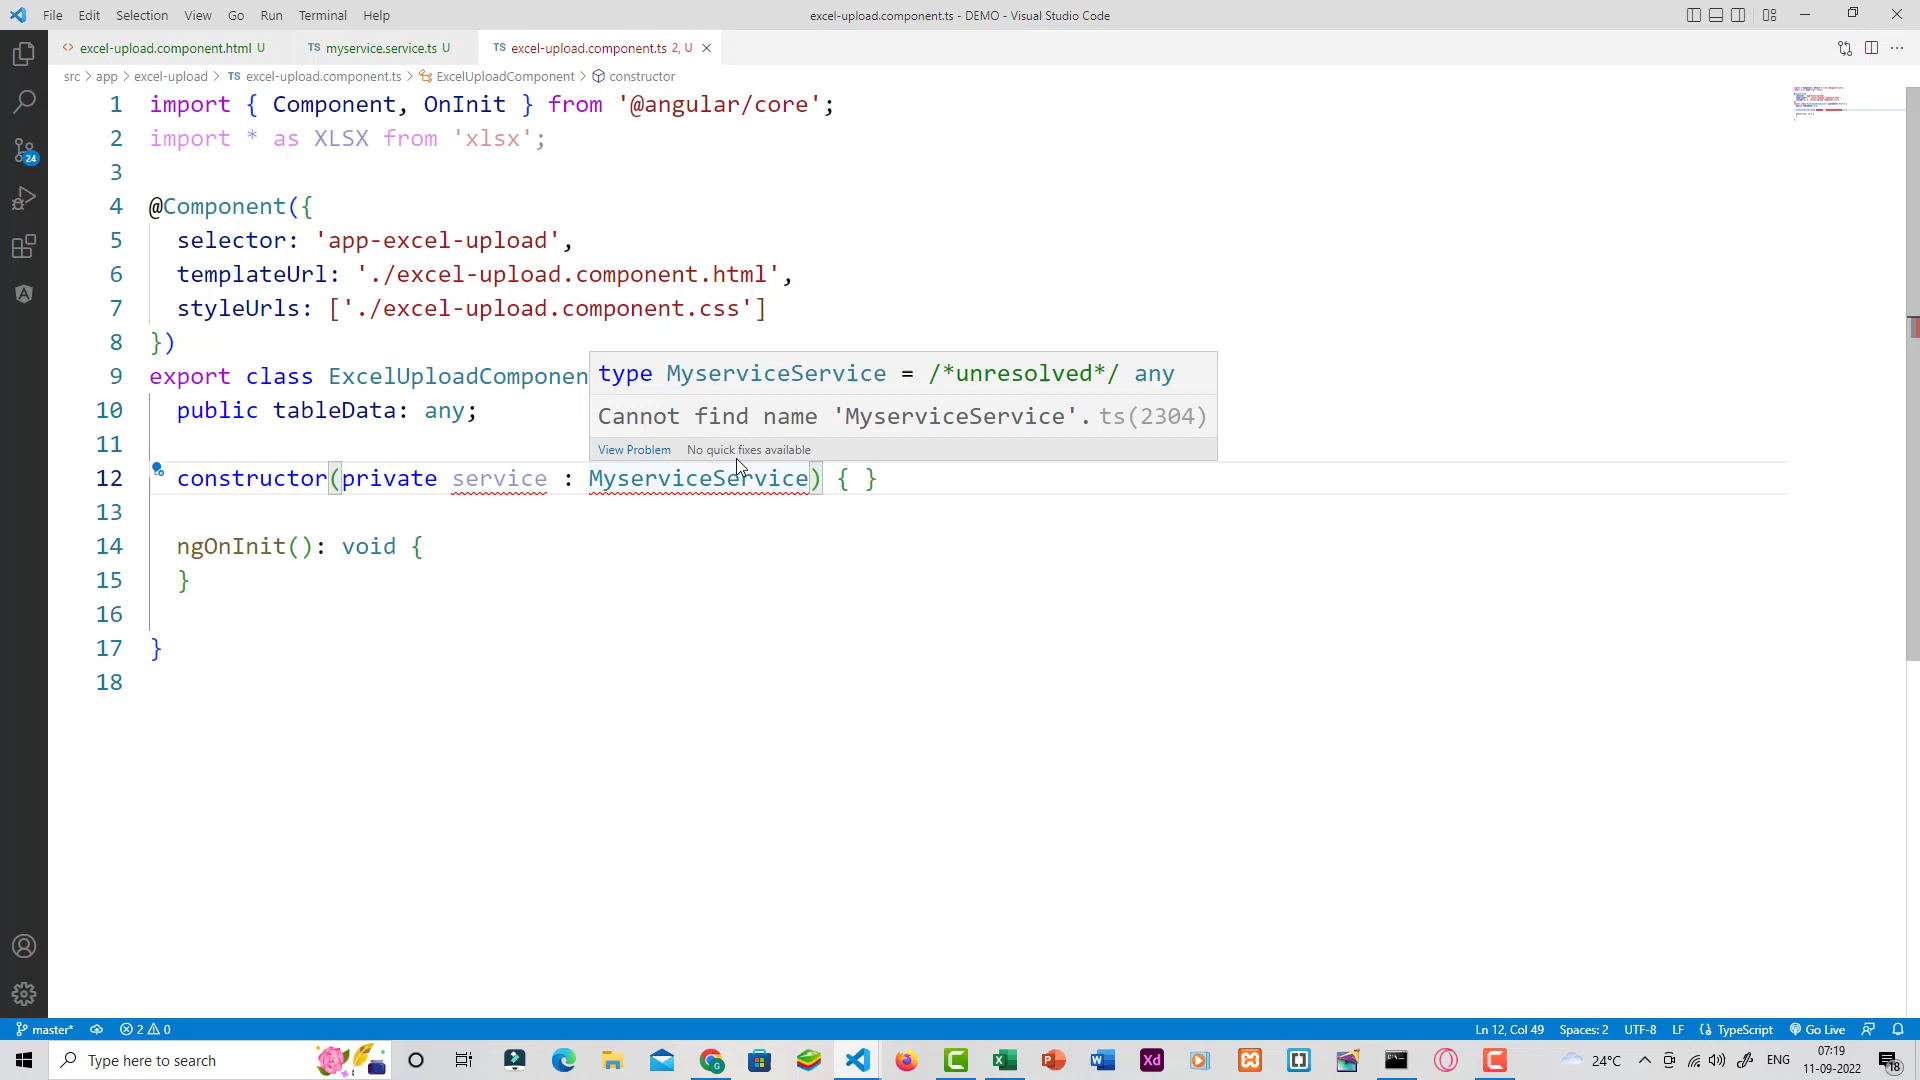 File Edit Selection View Go Run Terminal Help
excel-upload.component.ts - DEMO - Visual Studio Code
<> excel-upload.component.html U
TS myservice.service.ts U
TS excel-upload.component.ts 2, U
src > app > excel-upload > TS excel-upload.component.ts > ExcelUploadComponent > constructor
1 import { Component, OnInit } from '@angular/core';
2 import * as XLSX from 'xlsx';
3
4 @Component({
5 selector: 'app-excel-upload',
6 templateUrl: './excel-upload.component.html',
7 styleUrls: ['./excel-upload.component.css']
8 })
9 export class ExcelUploadComponen
type MyserviceService = /*unresolved*/ any
10 public tableData: any;
Cannot find name 'MyserviceService'. ts(2304)
11
View Problem No quick fixes available
12 constructor(private service : MyserviceService) { }
13
14 ngOnInit(): void {
15 }
16
17 }
18
24
master* 2 0
Ln 12, Col 49 Spaces: 2 UTF-8 LF TypeScript Go Live
Type here to search
Xd
24°C
ENG
07:19
11-09-2022
18